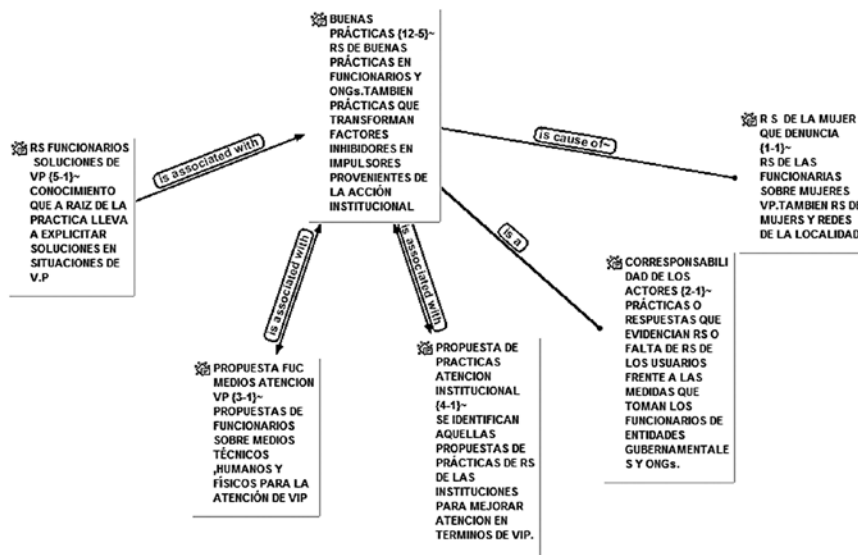 BUENAS
PRÁCTICAS {12-5}~
RS DE BUENAS
PRÁCTICAS EN
FUNCIONARIOS Y
ONGs.TAMBIEN
PRÁCTICAS QUE
TRANSFORMAN
FACTORES
INHIBIDORES EN
IMPULSORES
PROVENIENTES DE
LA ACCIÓN
INSTITUCIONAL
is associated with
is cause of~
is a
is associated with
is associated with
RS FUNCIONARIOS
SOLUCIONES DE
VP {5-1}~
CONOCIMIENTO
QUE A RAIZ DE LA
PRACTICA LLEVA
A EXPLICITAR
SOLUCIONES EN
SITUACIONES DE
V.P
R S DE LA MUJER
QUE DENUNCIA
{1-1}~
RS DE LAS
FUNCIONARIAS
SOBRE MUJERES
VP.TAMBIEN RS DE
MUJERS Y REDES
DE LA LOCALIDAD
PROPUESTA FUC
MEDIOS ATENCION
VP {3-1}~
PROPUESTAS DE
FUNCIONARIOS
SOBRE MEDIOS
TÉCNICOS
,HUMANOS Y
FÍSICOS PARA LA
ATENCIÓN DE VIP
PROPUESTA DE
PRACTICAS
ATENCION
INSTITUCIONAL
{4-1}~
SE IDENTIFICAN
AQUELLAS
PROPUESTAS DE
PRÁCTICAS DE RS
DE LAS
INSTITUCIONES
PARA MEJORAR
ATENCION EN
TERMINOS DE VIP.
CORRESPONSABILI
DAD DE LOS
ACTORES {2-1}~
PRÁCTICAS O
RESPUESTAS QUE
EVIDENCIAN RS O
FALTA DE RS DE
LOS USUARIOS
FRENTE A LAS
MEDIDAS QUE
TOMAN LOS
FUNCIONARIOS DE
ENTIDADES
GUBERNAMENTALE
S Y ONGs.